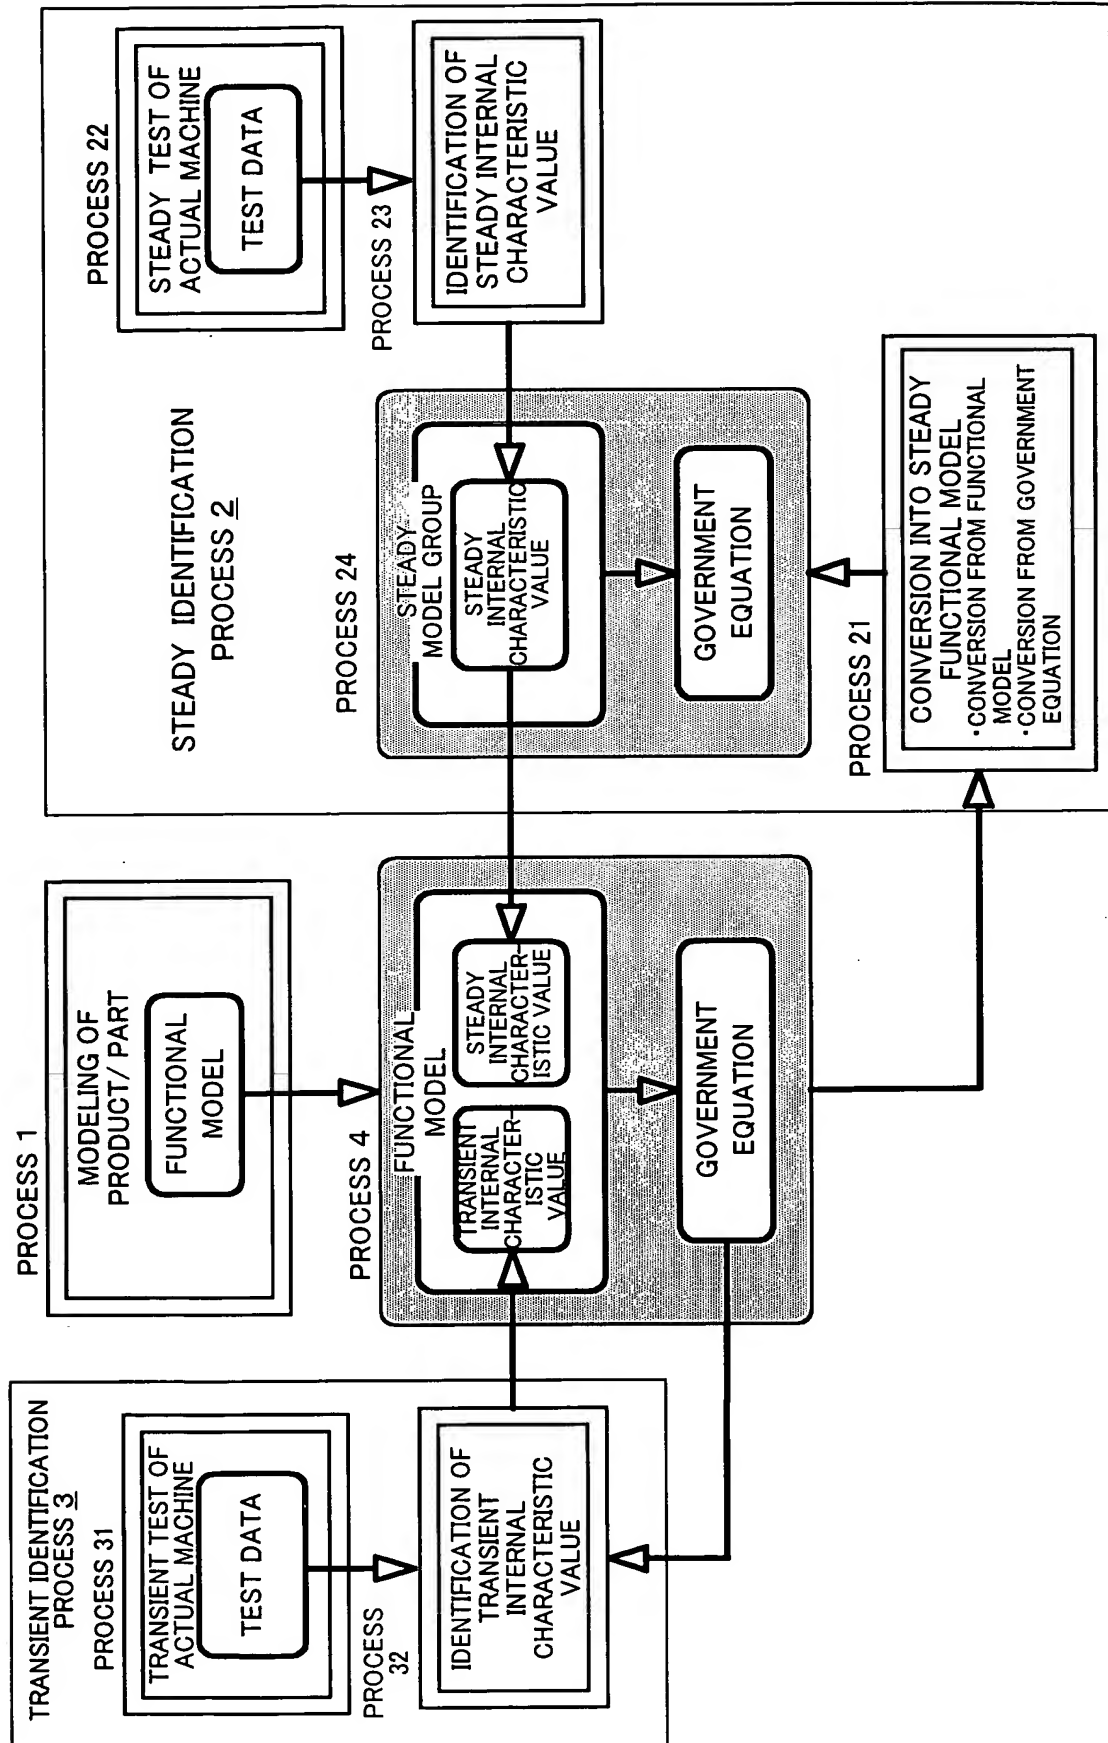 TRANSIENT IDENTIFICATION
PROCESS 3
PROCESS 31
TRANSIENT TEST OF
ACTUAL MACHINE
TEST DATA
PROCESS
32
IDENTIFICATION OF
TRANSIENT
INTERNAL
CHARACTERISTIC
VALUE
PROCESS 1
MODELING OF
PRODUCT/ PART
FUNCTIONAL
MODEL
PROCESS 4
FUNCTIONAL
MODEL
TRANSIENT
INTERNAL
CHARACTER-
ISTIC
VALUE
STEADY
INTERNAL
CHARACTER-
ISTIC VALUE
GOVERNMENT
EQUATION
STEADY IDENTIFICATION
PROCESS 2
PROCESS 22
STEADY TEST OF
ACTUAL MACHINE
TEST DATA
PROCESS 23
IDENTIFICATION OF
STEADY INTERNAL
CHARACTERISTIC
VALUE
PROCESS 24
STEADY
MODEL GROUP
STEADY
INTERNAL
CHARACTERISTIC
VALUE
GOVERNMENT
EQUATION
PROCESS 21
CONVERSION INTO STEADY
FUNCTIONAL MODEL
・CONVERSION FROM FUNCTIONAL
MODEL
・CONVERSION FROM GOVERNMENT
EQUATION